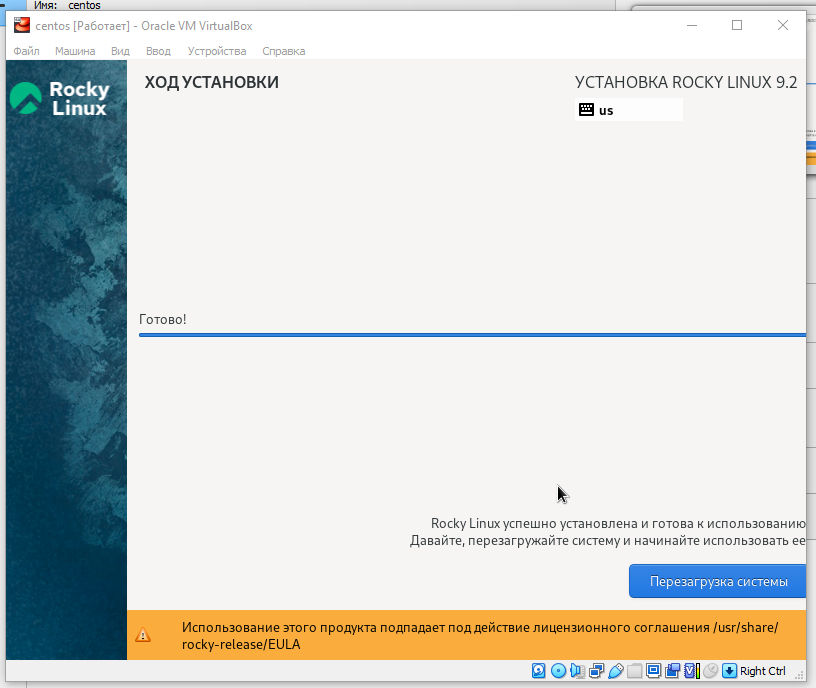 Имя: centos
centos [Работает] - Oracle VM VirtualBox
Файл Машина Вид Ввод Устройства Справка
Rocky
Linux
ХОД УСТАНОВКИ
УСТАНОВКА ROCKY LINUX 9.2
us
Готово!
Rocky Linux успешно установлена и готова к использованию
Давайте, перезагружайте систему и начинайте использовать ее
Перезагрузка системы
Использование этого продукта подпадает под действие лицензионного соглашения /usr/share/
rocky-release/EULA
Right Ctrl